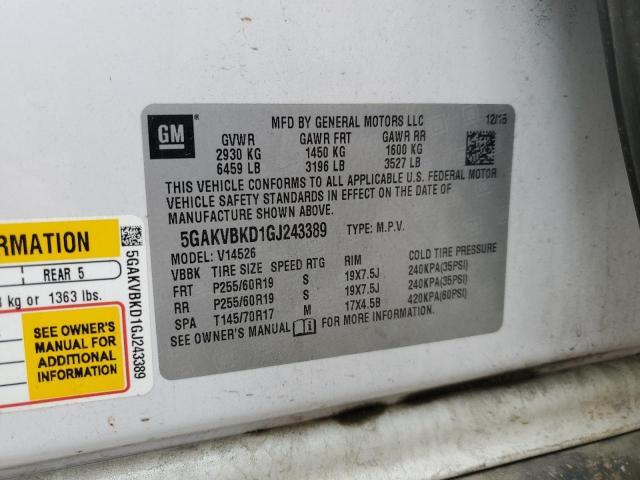 GM ®
MFD BY GENERAL MOTORS LLC 12/15
GVWR GAWR FRT GAWR RR
2930 KG 1450 KG 1600 KG
6459 LB 3196 LB 3527 LB
THIS VEHICLE CONFORMS TO ALL APPLICABLE U.S. FEDERAL MOTOR
VEHICLE SAFETY STANDARDS IN EFFECT ON THE DATE OF
MANUFACTURE SHOWN ABOVE.
5GAKVBKD1GJ243389 TYPE: M.P.V.
MODEL: V14526
VBBK TIRE SIZE SPEED RTG RIM COLD TIRE PRESSURE
FRT P255/60R19 S 19X7.5J 240KPA(35PSI)
RR P255/60R19 S 19X7.5J 240KPA(35PSI)
SPA T145/70R17 M 17X4.5B 420KPA(60PSI)
SEE OWNER'S MANUAL FOR MORE INFORMATION.
REAR 5
kg or 1363 lbs.
SEE OWNER'S
MANUAL FOR
ADDITIONAL
INFORMATION
5GAKVBKD1GJ243389